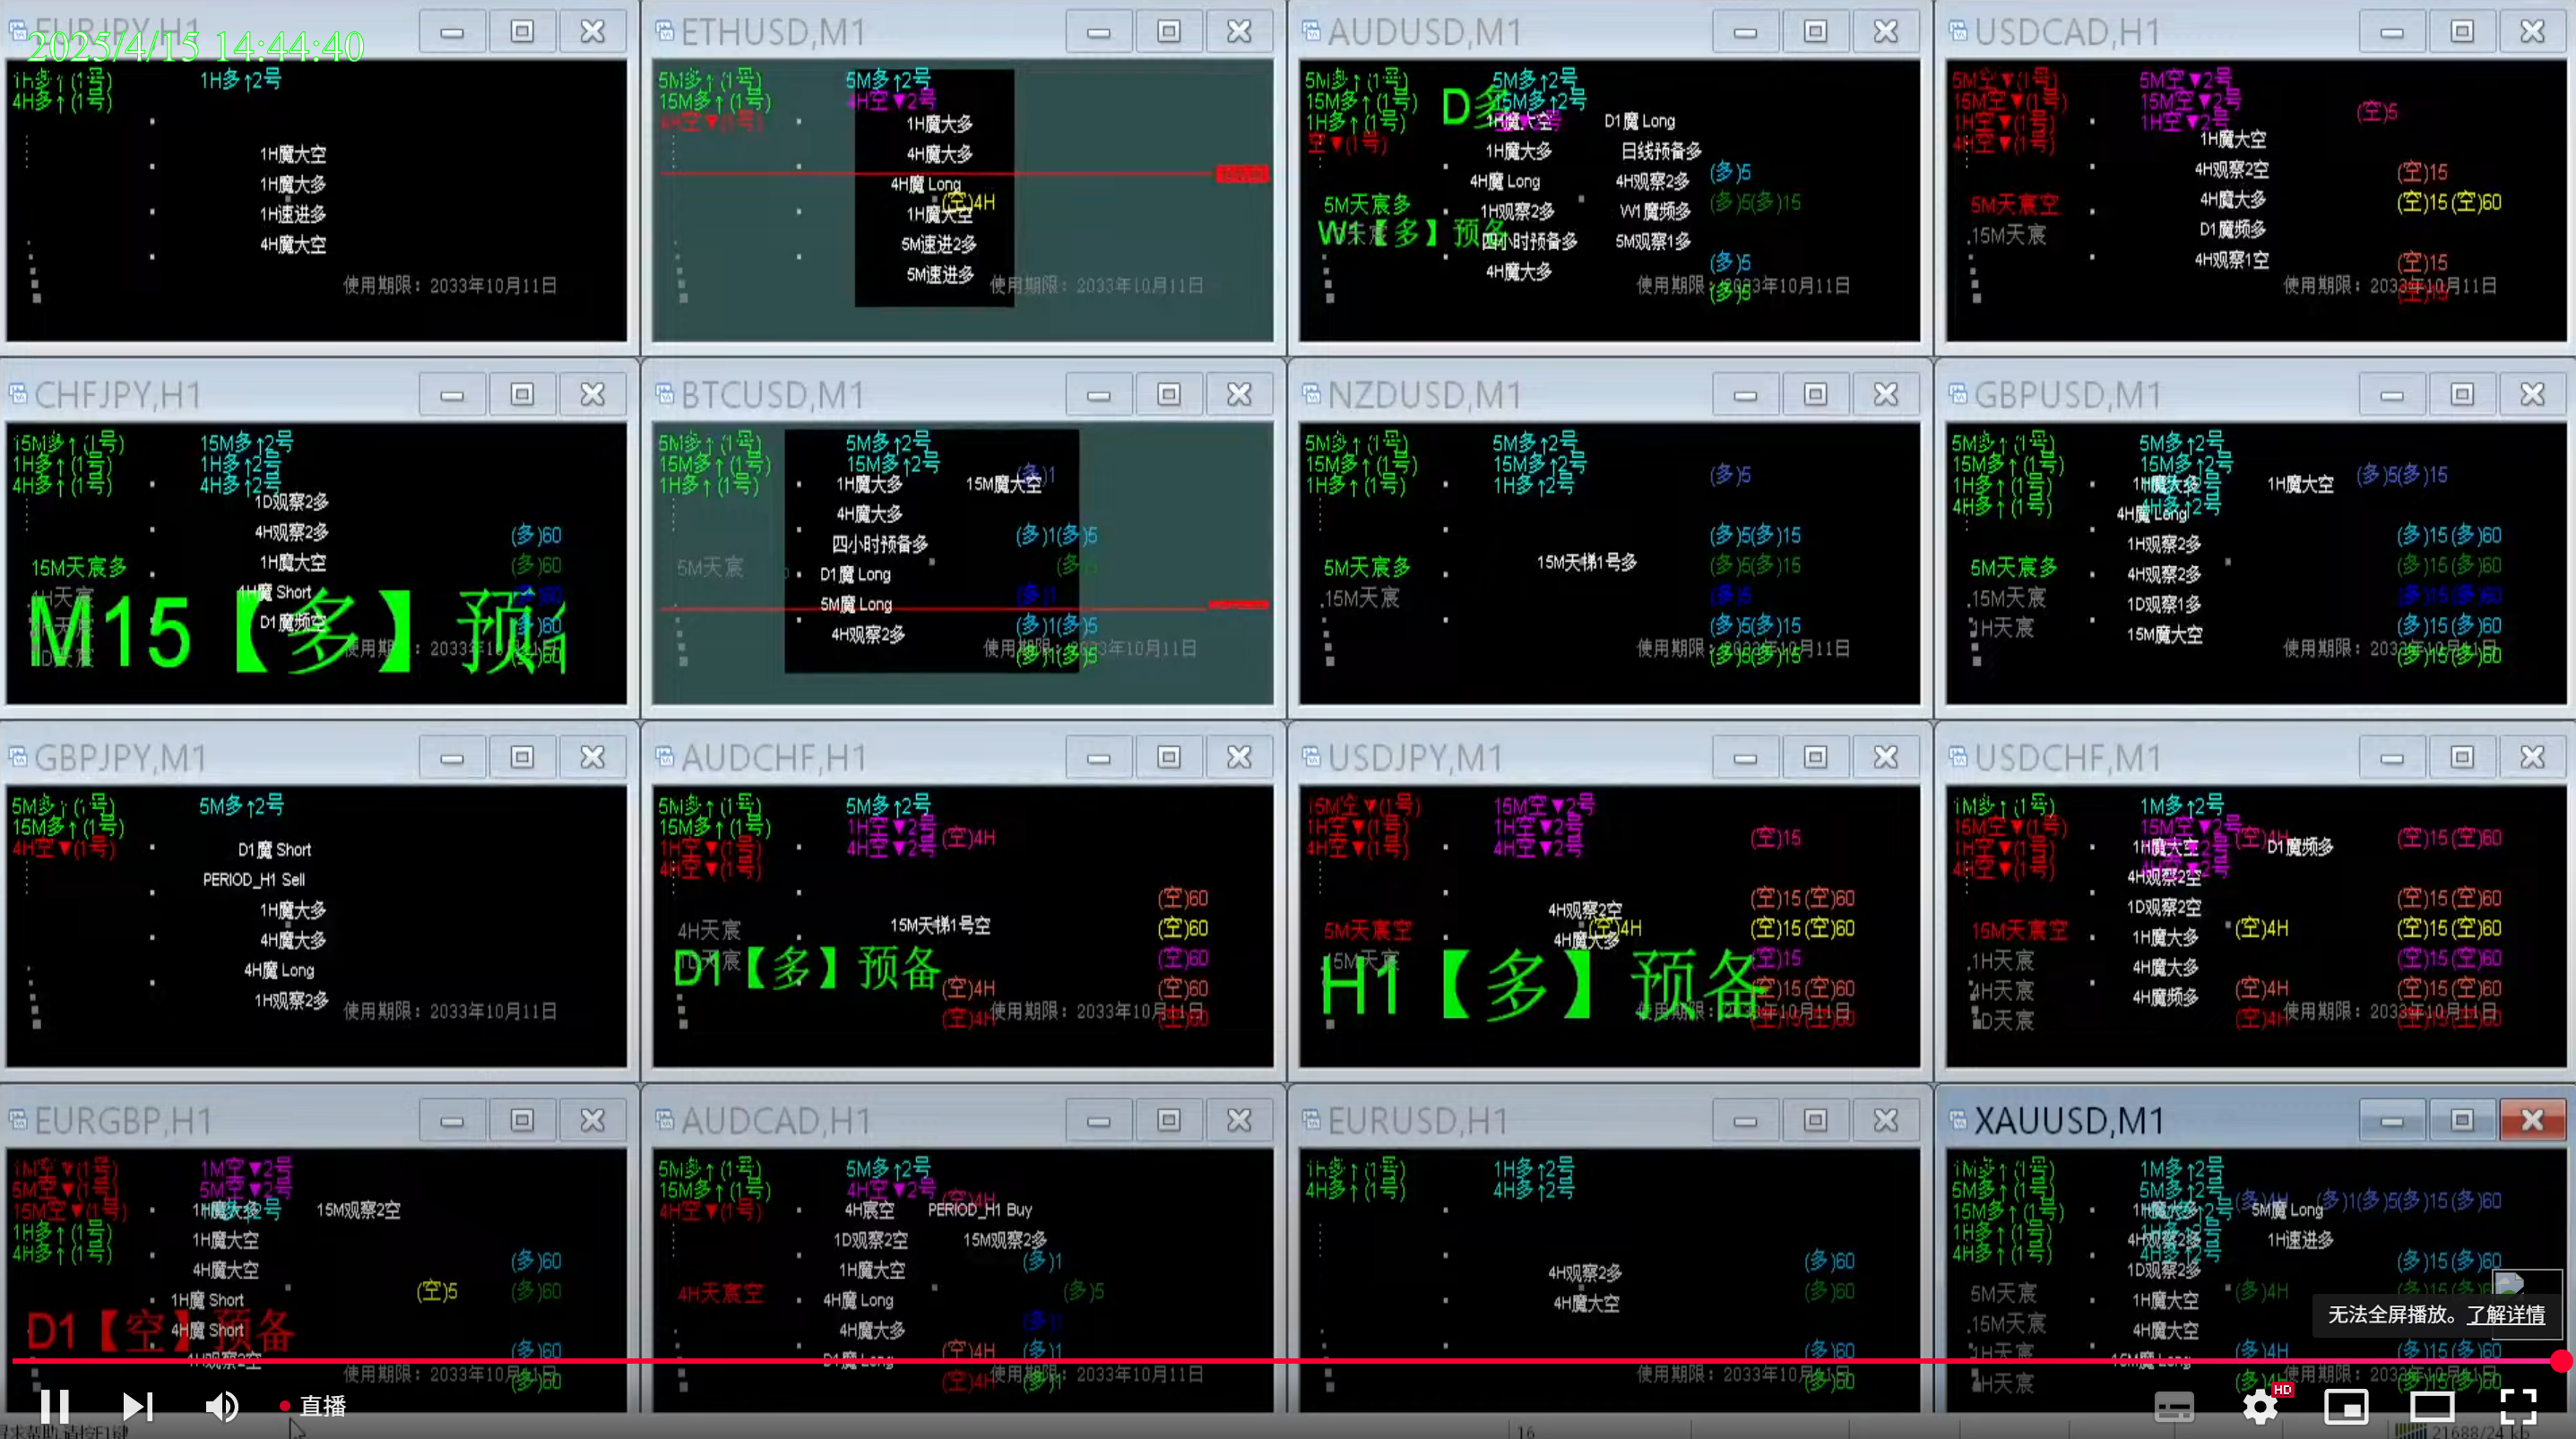 EURJPY,H1
2025/4/15 14:44:40
1H多↑(1号) 1H多↑2号
4H多↑(1号)
1H魔大空
1H魔大多
1H速进多
4H魔大空
使用期限：2033年10月11日
ETHUSD,M1
5M多↑(1号) 5M多↑2号
15M多↑(1号) 4H空▼2号
4H空▼(1号)
1H魔大多
4H魔大多
4H魔 Long
(空)4H
1H魔大空
5M速进2多
5M速进多
使用期限：2033年10月11日
AUDUSD,M1
5M多↑(1号) 5M多↑2号
15M多↑(1号) 15M多↑2号
D多
1H多↑(1号) 1H魔大空 D1魔 Long
空▼(1号)
1H魔大多 日线预备多
(多)5
4H魔 Long 4H观察2多
5M天宸多 (多)5(多)15
1H观察2多 W1魔频多
W1【多】预备
四小时预备多 5M观察1多
(多)5
4H魔大多
使用期限：2033年10月11日
(多)5
USDCAD,H1
5M空▼(1号) 5M空▼2号
15M空▼(1号) 15M空▼2号
(空)5
1H空▼(1号) 1H空▼2号
4H空▼(1号) 1H魔大空
4H观察2空 (空)15
4H魔大多
5M天宸空 (空)15(空)60
D1魔频多
.15M天宸
4H观察1空 (空)15
使用期限：2033年10月11日
(空)15
CHFJPY,H1
15M多↑(1号) 15M多↑2号
1H多↑(1号) 1H多↑2号
4H多↑(1号) 4H多↑2号
1D观察2多
4H观察2多 (多)60
1H魔大空
15M天宸多 (多)60
1H魔 Short (多)60
4H天宸
M15【多】预
D1魔频空 (多)60
使用期限：2033年10月11日
(多)60
BTCUSD,M1
5M多↑(1号) 5M多↑2号
15M多↑(1号) 15M多↑2号
1H多↑(1号) (多)1
1H魔大多 15M魔大空
4H魔大多
四小时预备多 (多)1(多)5
5M天宸 D1魔 Long
5M魔 Long (多)1
4H观察2多 (多)1(多)5
使用期限：2033年10月11日
(多)1(多)5
NZDUSD,M1
5M多↑(1号) 5M多↑2号
15M多↑(1号) 15M多↑2号
(多)5
1H多↑(1号) 1H多↑2号
(多)5(多)15
5M天宸多 15M天梯1号多 (多)5(多)15
.15M天宸 (多)5
(多)5(多)15
使用期限：2033年10月11日
(多)5(多)15
GBPUSD,M1
5M多↑(1号) 5M多↑2号
15M多↑(1号) 15M多↑2号
(多)5(多)15
1H多↑(1号) 1H魔大多 1H魔大空
4H多↑(1号) 4H魔 Long
1H观察2多 (多)15(多)60
5M天宸多 4H观察2多 (多)15(多)60
.15M天宸 1D观察1多 (多)15(多)60
1H天宸 15M魔大空 (多)15(多)60
使用期限：2033年10月11日
(多)15(多)60
GBPJPY,M1
5M多↑(1号) 5M多↑2号
15M多↑(1号)
4H空▼(1号) D1魔 Short
PERIOD_H1 Sell
1H魔大多
4H魔大多
4H魔 Long
1H观察2多
使用期限：2033年10月11日
AUDCHF,H1
5M多↑(1号) 5M多↑2号
15M多↑(1号) 1H空▼2号
(空)4H
1H空▼(1号) 4H空▼2号
4H空▼(1号)
(空)60
4H天宸 15M天梯1号空 (空)60
1D天宸 (空)60
D1【多】预备
(空)4H (空)60
使用期限：2033年10月11日
(空)4H (空)60
USDJPY,M1
15M空▼(1号) 15M空▼2号
1H空▼(1号) 1H空▼2号
(空)15
4H空▼(1号) 4H空▼2号
(空)15(空)60
4H观察2空
5M天宸空 (空)4H (空)15(空)60
4H魔大多
15M天宸 (空)15
H1【多】预备
(空)15(空)60
使用期限：2033年10月11日
(空)15(空)60
USDCHF,M1
1M多↑(1号) 1M多↑2号
15M空▼(1号) 15M空▼2号
(空)4H (空)15(空)60
1H空▼(1号) 1H魔大空 D1魔频多
4H空▼(1号) 4H观察2空
1D观察2空 (空)15(空)60
15M天宸空 1H魔大多 (空)4H (空)15(空)60
.1H天宸 4H魔大多 (空)15(空)60
4H天宸 4H魔频多 (空)4H (空)15(空)60
使用期限：2033年10月11日
1D天宸 (空)4H (空)15(空)60
EURGBP,H1
1M空▼(1号) 1M空▼2号
5M空▼(1号) 5M空▼2号
15M空▼(1号) 1H魔大多 15M观察2空
1H多↑(1号) 1H魔大空
4H多↑(1号) 4H魔大空 (多)60
1H魔 Short (空)5 (多)60
D1【空】预备
4H魔 Short
4H观察2空 (多)60
使用期限：2033年10月11日
(多)60
AUDCAD,H1
5M多↑(1号) 5M多↑2号
15M多↑(1号) 4H空▼2号
(空)4H
4H空▼(1号) 4H宸空 PERIOD_H1 Buy
1D观察2空 15M观察2多
1H魔大空 (多)1
4H天宸空 4H魔 Long (多)5
4H魔大多 (多)1
D1魔 Long (空)4H (多)1
使用期限：2033年10月11日
(空)4H (多)1
EURUSD,H1
1H多↑(1号) 1H多↑2号
4H多↑(1号) 4H多↑2号
4H观察2多 (多)60
4H魔大空 (多)60
(多)60
使用期限：2033年10月11日
(多)60
XAUUSD,M1
1M多↑(1号) 1M多↑2号
5M多↑(1号) 5M多↑2号
(多)4H (多)1(多)5(多)15(多)60
15M多↑(1号) 5M魔 Long
1H多↑(1号) 4H观察2多 1H速进多
4H多↑(1号) 1D观察2多 (多)15(多)60
5M天宸 1H魔大空 (多)4H
.15M天宸 4H魔大空
无法全屏播放。了解详情
1H天宸 15M魔 Long (多)4H (多)15(多)60
使用期限：2033年10月11日
4H天宸 (多)4H (多)15(多)60
直播
HD
16
21688/24 kb